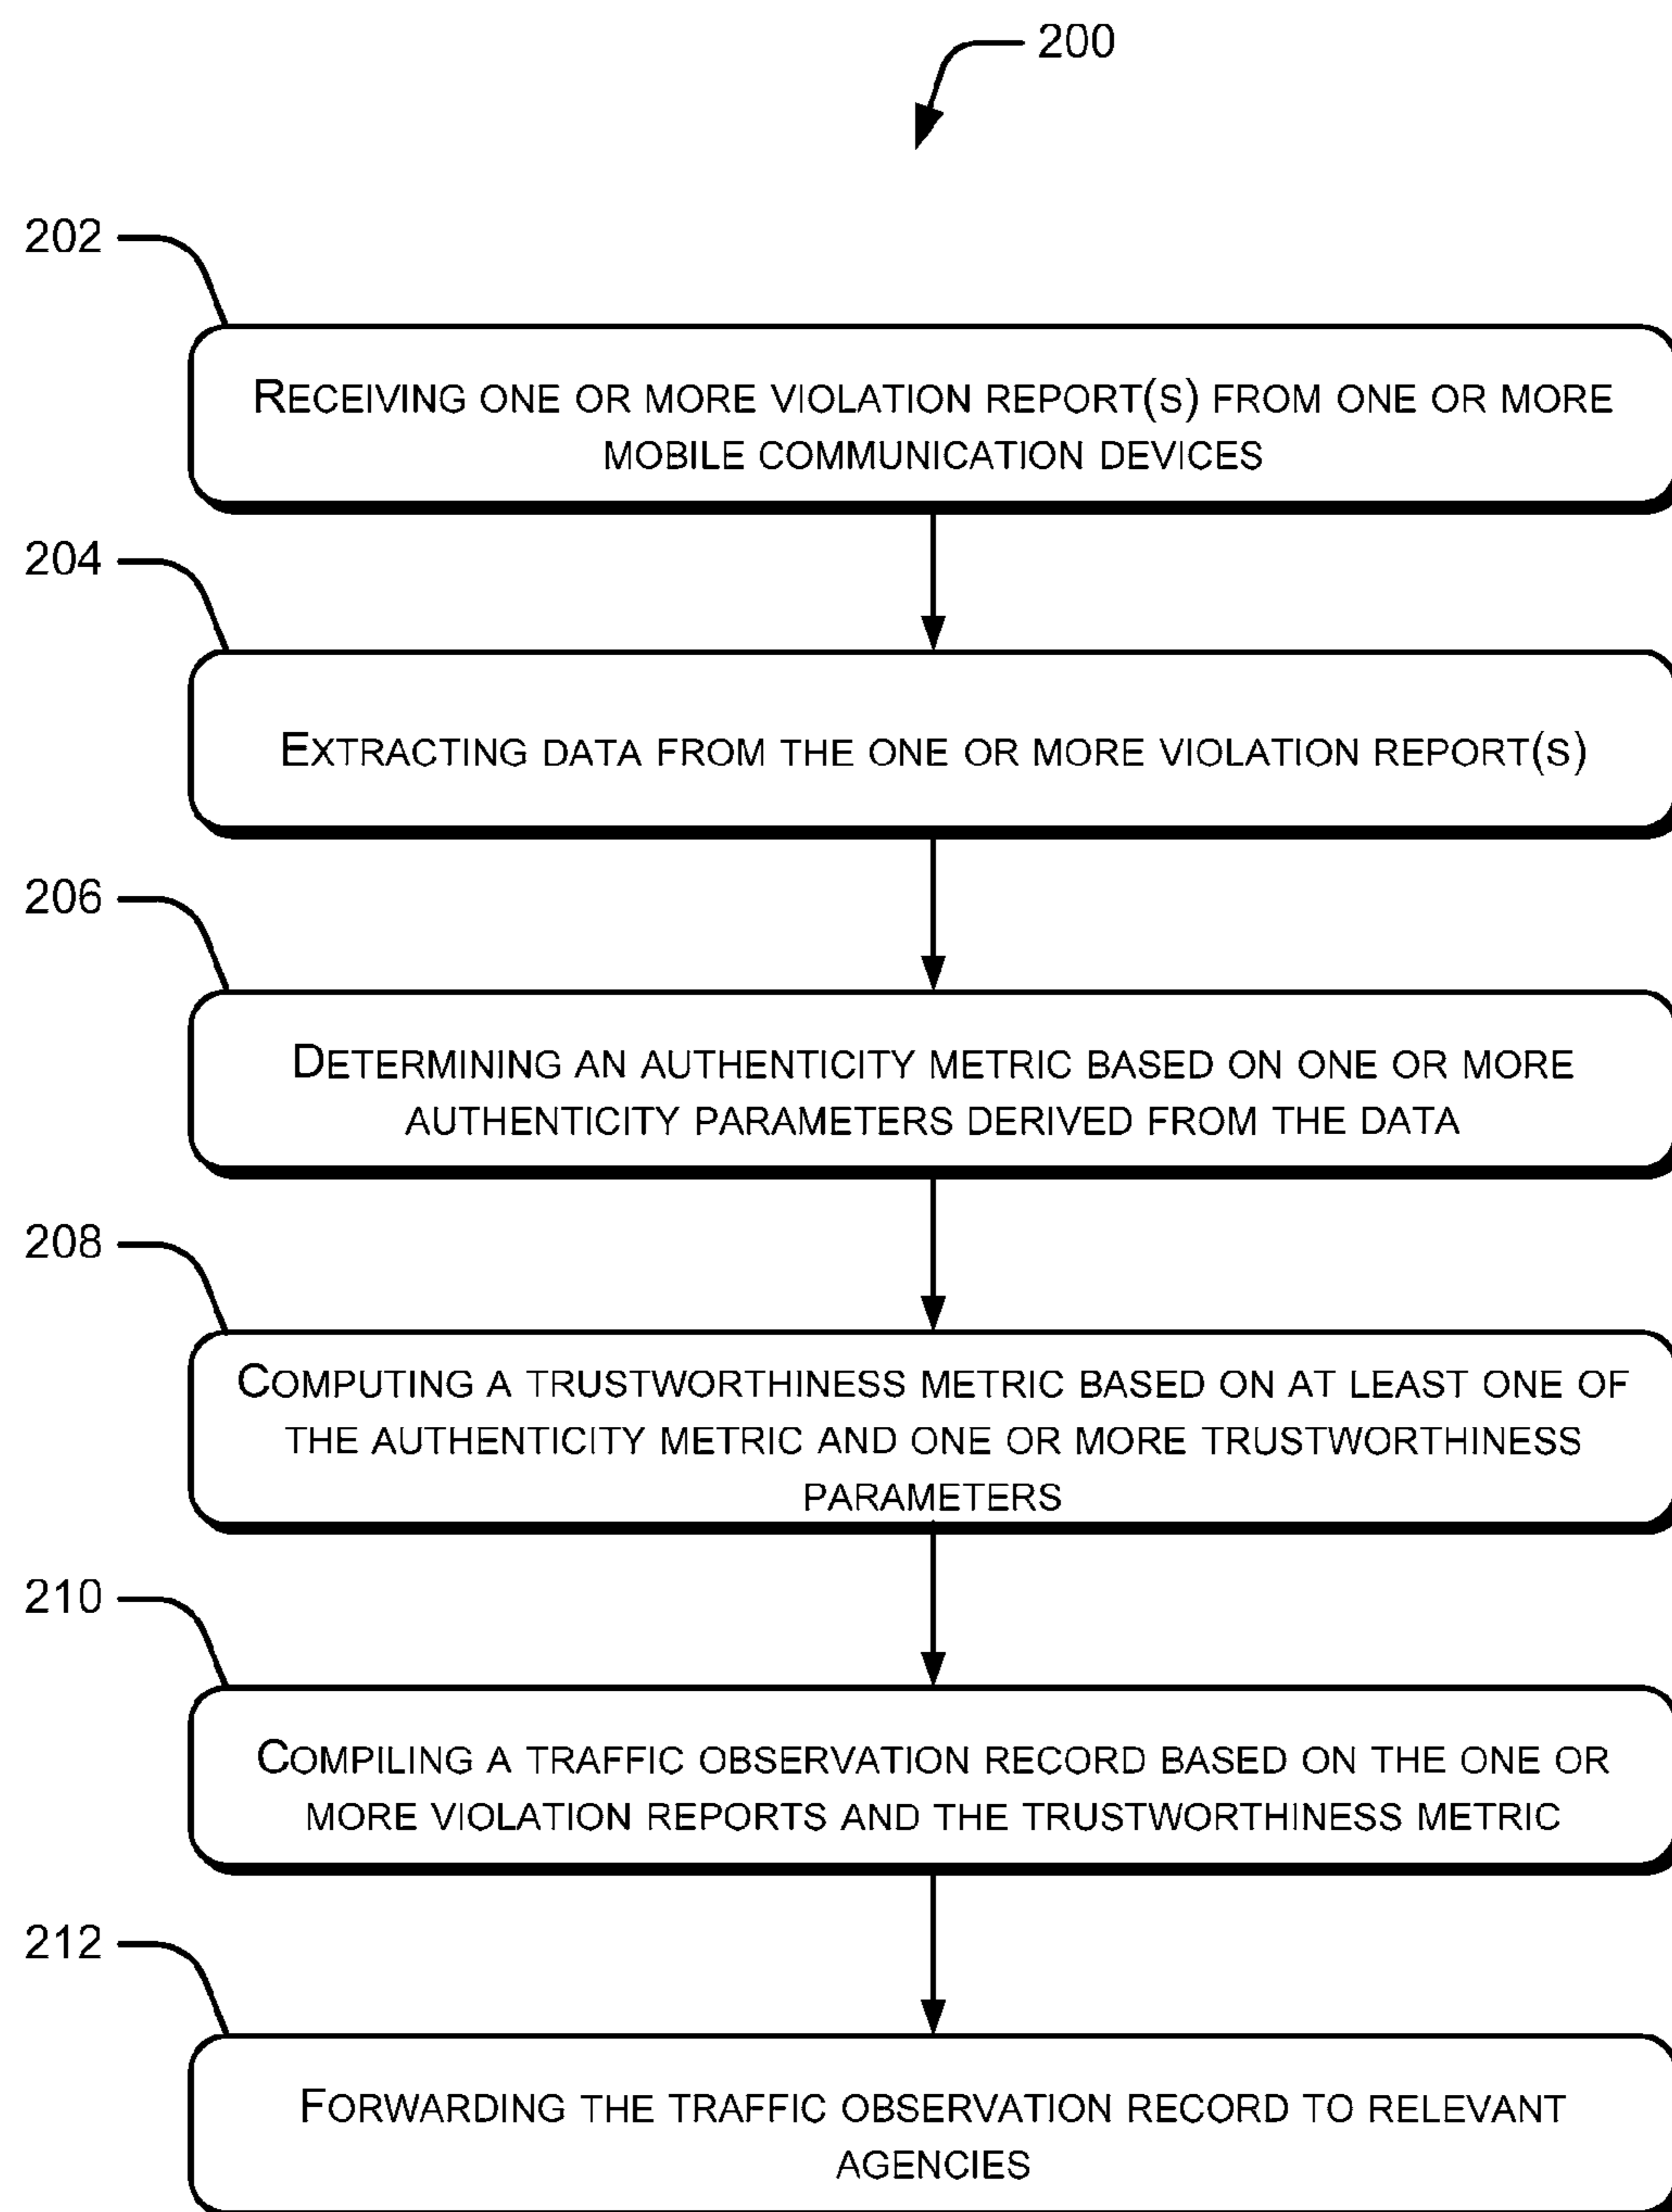 200
202
RECEIVING ONE OR MORE VIOLATION REPORT(S) FROM ONE OR MORE
MOBILE COMMUNICATION DEVICES
204
EXTRACTING DATA FROM THE ONE OR MORE VIOLATION REPORT(S)
206
DETERMINING AN AUTHENTICITY METRIC BASED ON ONE OR MORE
AUTHENTICITY PARAMETERS DERIVED FROM THE DATA
208
COMPUTING A TRUSTWORTHINESS METRIC BASED ON AT LEAST ONE OF
THE AUTHENTICITY METRIC AND ONE OR MORE TRUSTWORTHINESS
PARAMETERS
210
COMPILING A TRAFFIC OBSERVATION RECORD BASED ON THE ONE OR
MORE VIOLATION REPORTS AND THE TRUSTWORTHINESS METRIC
212
FORWARDING THE TRAFFIC OBSERVATION RECORD TO RELEVANT
AGENCIES